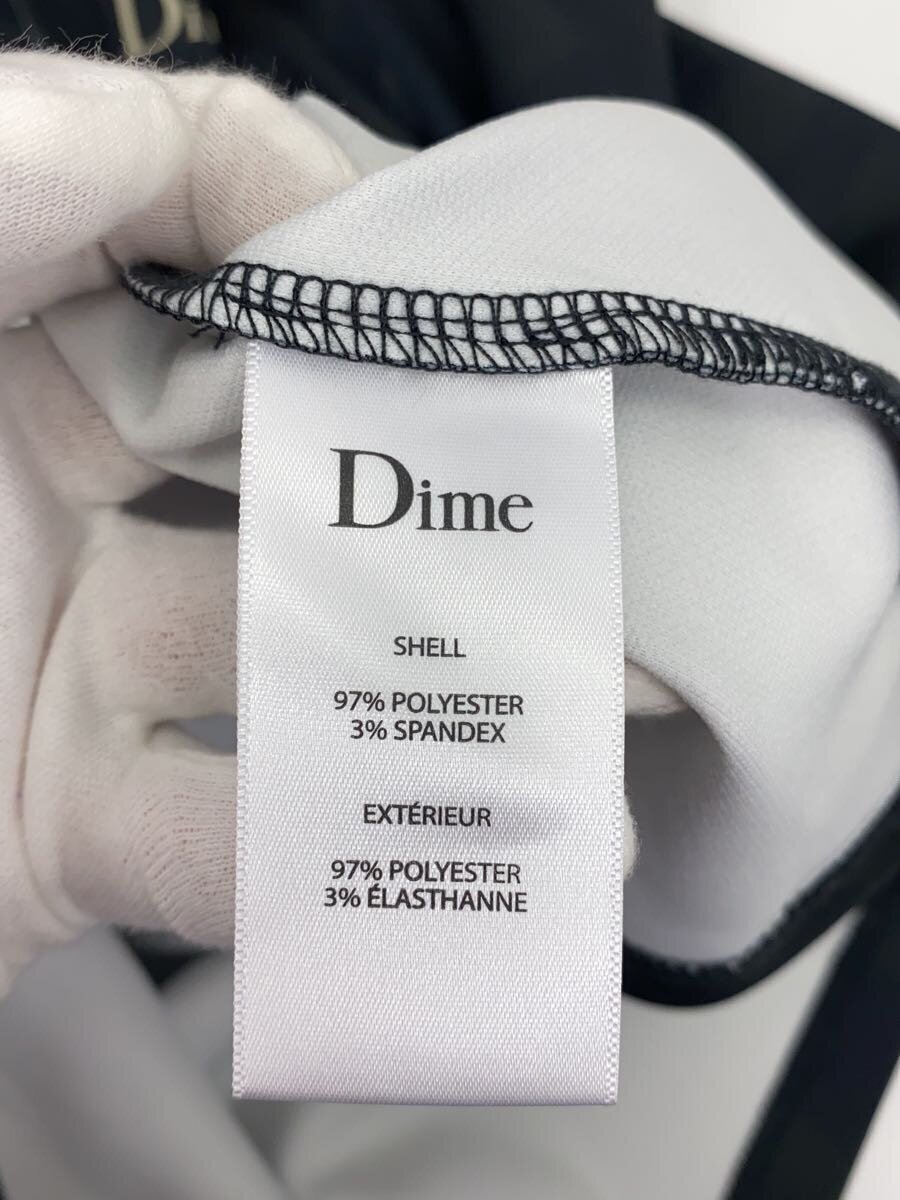 Dime
SHELL
97% POLYESTER
3% SPANDEX
EXTÉRIEUR
97% POLYESTER
3% ÉLASTHANNE